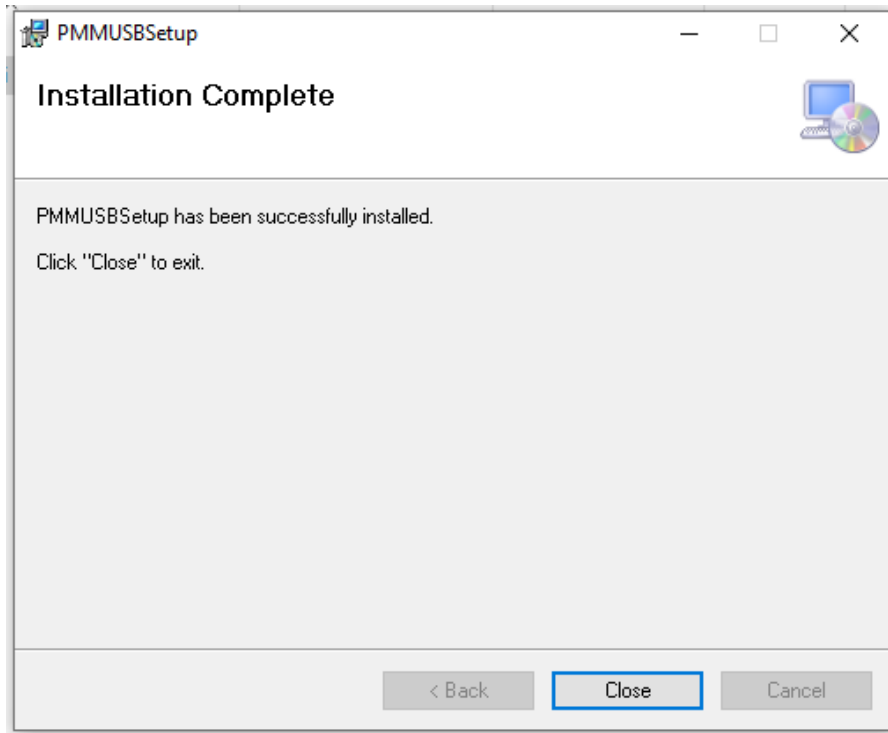 PMMUSBSetup
Installation Complete
PMMUSBSetup has been successfully installed.
Click "Close" to exit.
< Back
Close
Cancel